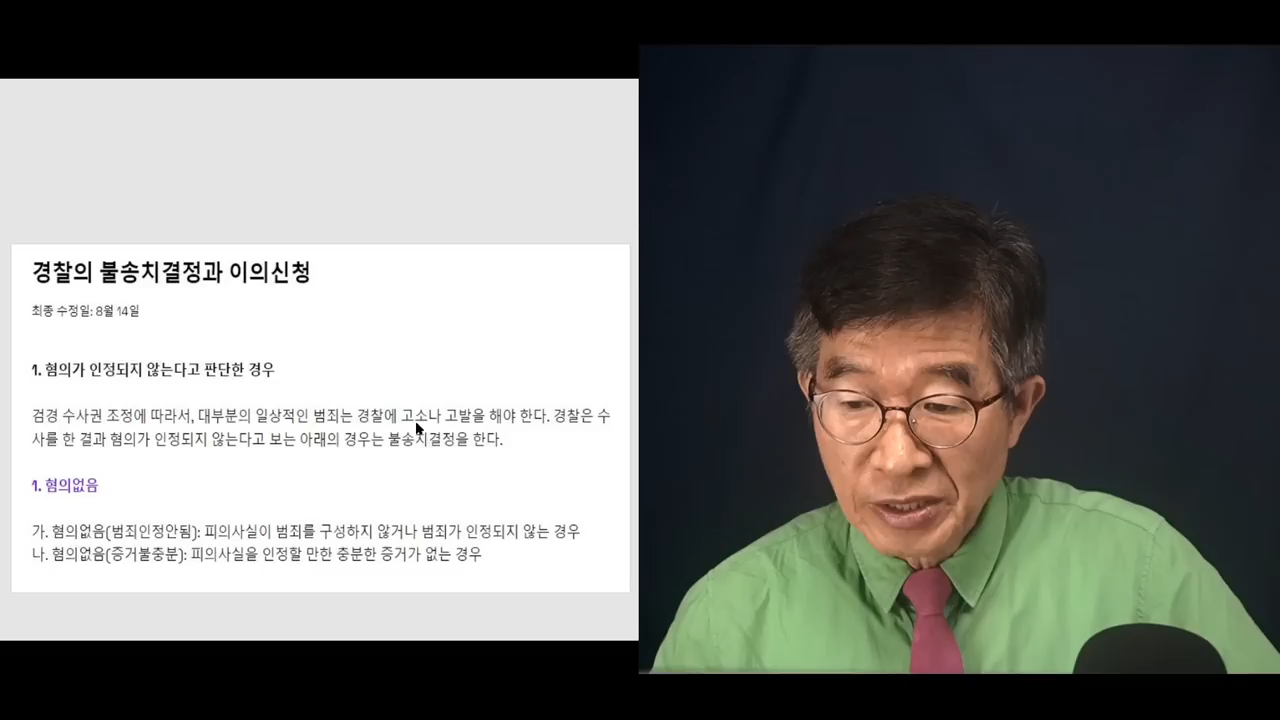 경찰의 불송치결정과 이의신청
최종 수정일: 8월 14일
1. 혐의가 인정되지 않는다고 판단한 경우
검경 수사권 조정에 따라서, 대부분의 일상적인 범죄는 경찰에 고소나 고발을 해야 한다. 경찰은 수
사를 한 결과 혐의가 인정되지 않는다고 보는 아래의 경우는 불송치결정을 한다.
1. 혐의없음
가. 혐의없음(범죄인정안됨): 피의사실이 범죄를 구성하지 않거나 범죄가 인정되지 않는 경우
나. 혐의없음(증거불충분): 피의사실을 인정할 만한 충분한 증거가 없는 경우